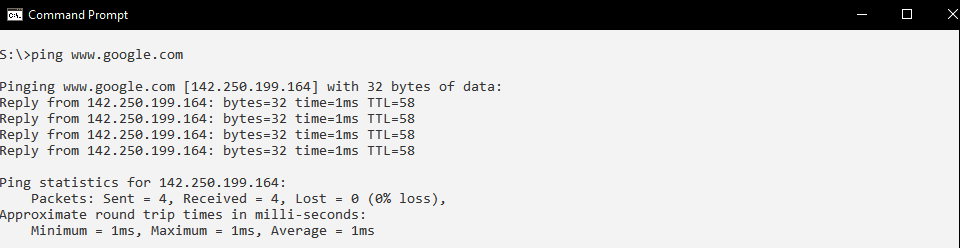 Command Prompt
S:\>ping www.google.com
Pinging www.google.com [142.250.199.164] with 32 bytes of data:
Reply from 142.250.199.164: bytes=32 time=1ms TTL=58
Reply from 142.250.199.164: bytes=32 time=1ms TTL=58
Reply from 142.250.199.164: bytes=32 time=1ms TTL=58
Reply from 142.250.199.164: bytes=32 time=1ms TTL=58
Ping statistics for 142.250.199.164:
    Packets: Sent = 4, Received = 4, Lost = 0 (0% loss),
Approximate round trip times in milli-seconds:
    Minimum = 1ms, Maximum = 1ms, Average = 1ms